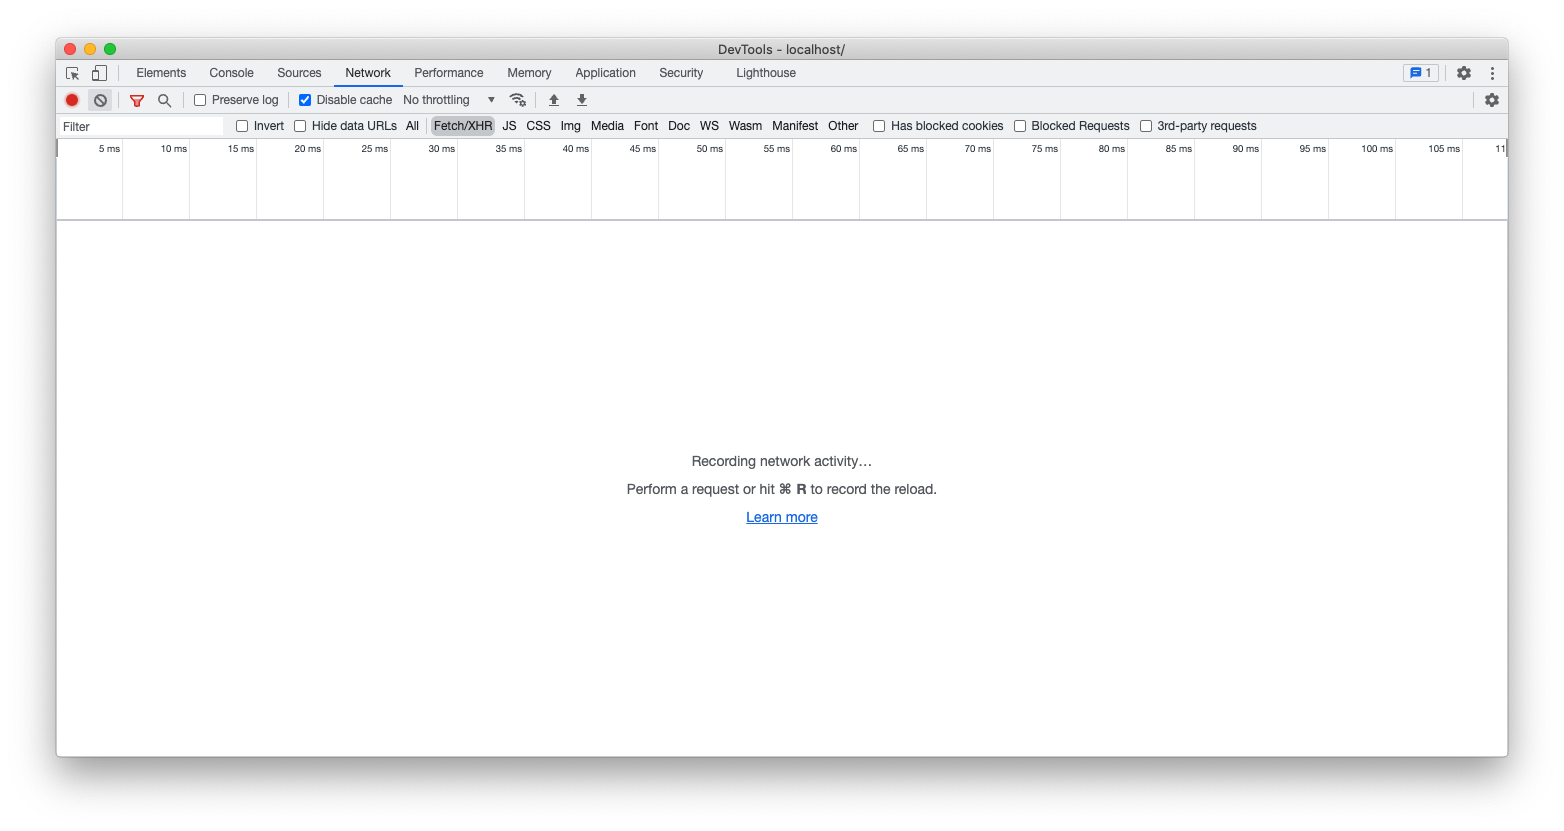 DevTools - localhost/
Elements Console Sources Network Performance Memory Application Security Lighthouse 1
Preserve log Disable cache No throttling
Filter Invert Hide data URLs All Fetch/XHR JS CSS Img Media Font Doc WS Wasm Manifest Other Has blocked cookies Blocked Requests 3rd-party requests
5 ms 10 ms 15 ms 20 ms 25 ms 30 ms 35 ms 40 ms 45 ms 50 ms 55 ms 60 ms 65 ms 70 ms 75 ms 80 ms 85 ms 90 ms 95 ms 100 ms 105 ms 11
Recording network activity…
Perform a request or hit ⌘ R to record the reload.
Learn more